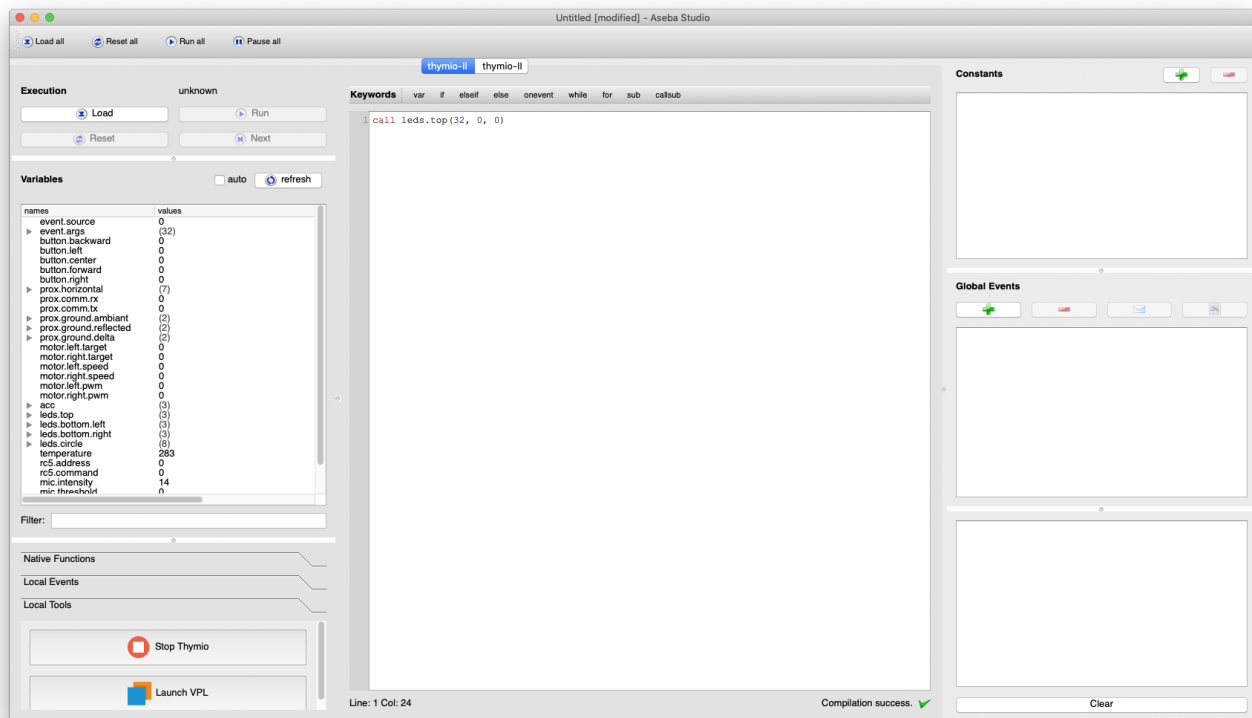 Untitled [modified] - Aseba Studio
Load all Reset all Run all Pause all
thymio-II thymio-II
Execution unknown
Load Run
Reset Next
Variables auto refresh
names values
event.source 0
event.args (32)
button.backward 0
button.left 0
button.center 0
button.forward 0
button.right 0
prox.horizontal (7)
prox.comm.rx 0
prox.comm.tx 0
prox.ground.ambiant (2)
prox.ground.reflected (2)
prox.ground.delta (2)
motor.left.target 0
motor.right.target 0
motor.left.speed 0
motor.right.speed 0
motor.left.pwm 0
motor.right.pwm 0
acc (3)
leds.top (3)
leds.bottom.left (3)
leds.bottom.right (3)
leds.circle (8)
temperature 283
rc5.address 0
rc5.command 0
mic.intensity 14
mic.threshold 0
Filter:
Native Functions
Local Events
Local Tools
Stop Thymio
Launch VPL
Keywords var if elseif else onevent while for sub callsub
1 call leds.top(32, 0, 0)
Line: 1 Col: 24 Compilation success.
Constants
Global Events
Clear